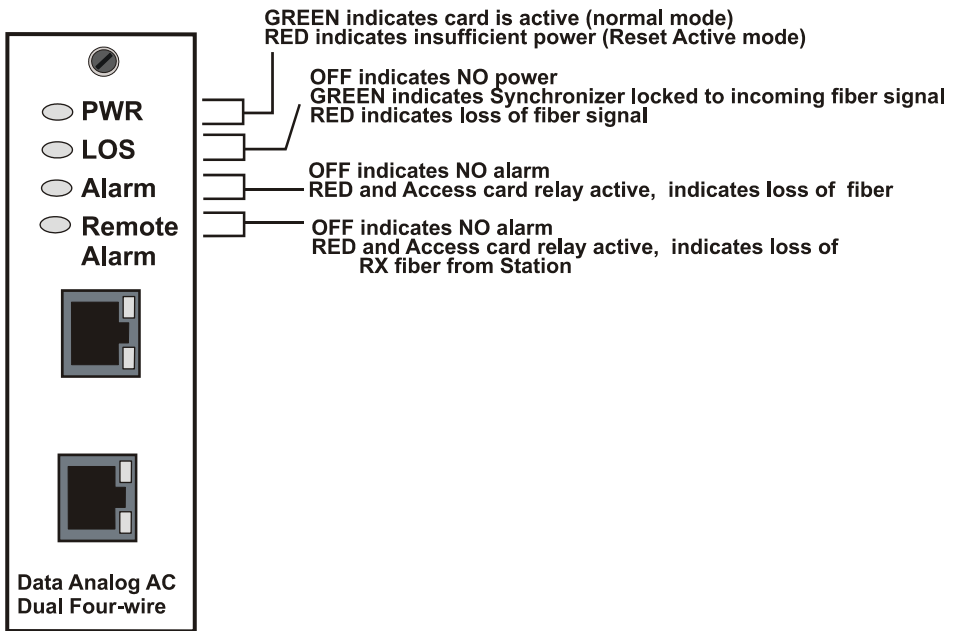 GREEN indicates card is active (normal mode)
RED indicates insufficient power (Reset Active mode)
OFF indicates NO power
GREEN indicates Synchronizer locked to incoming fiber signal
RED indicates loss of fiber signal
OFF indicates NO alarm
RED and Access card relay active, indicates loss of fiber
OFF indicates NO alarm
RED and Access card relay active, indicates loss of
RX fiber from Station
PWR
LOS
Alarm
Remote
Alarm
Data Analog AC
Dual Four-wire